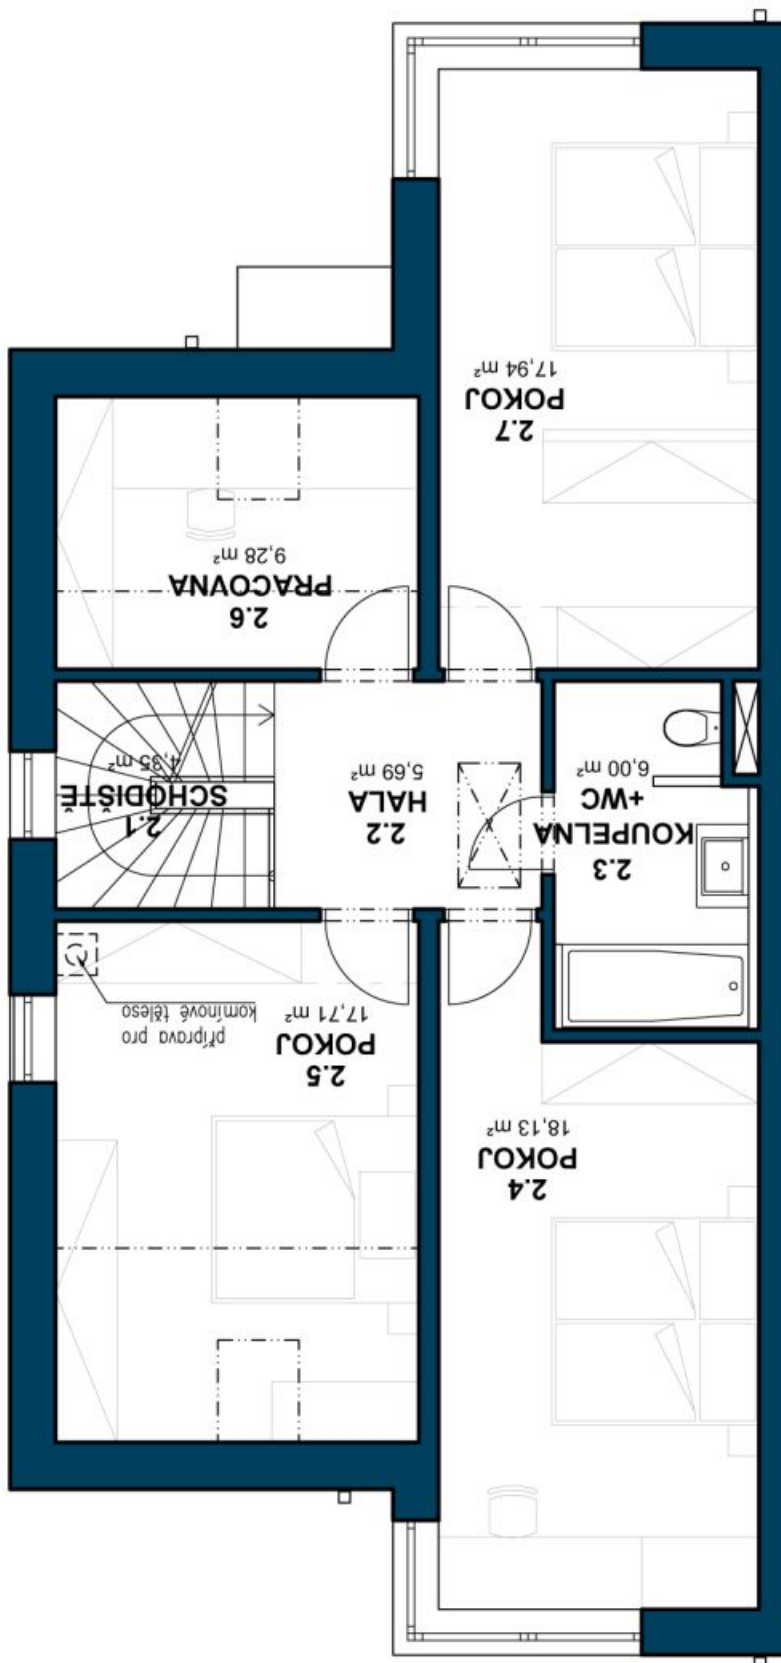 2.4
POKOJ
18,13 m²
2.5
POKOJ
17,71 m²
příprava pro
komínové těleso
2.3
KOUPELNA
+WC
6,00 m²
2.2
HALA
5,69 m²
2.1
SCHODIŠTĚ
4,35 m²
2.6
PRACOVNA
9,28 m²
2.7
POKOJ
17,94 m²